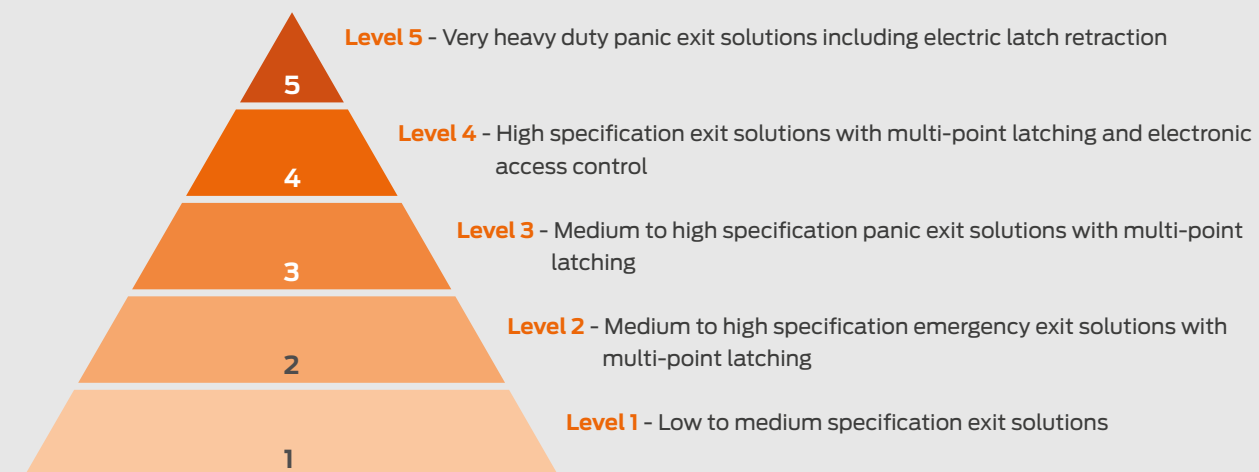 Level 5 - Very heavy duty panic exit solutions including electric latch retraction
5
Level 4 - High specification exit solutions with multi-point latching and electronic
access control
4
Level 3 - Medium to high specification panic exit solutions with multi-point
latching
3
Level 2 - Medium to high specification emergency exit solutions with
multi-point latching
2
Level 1 - Low to medium specification exit solutions
1